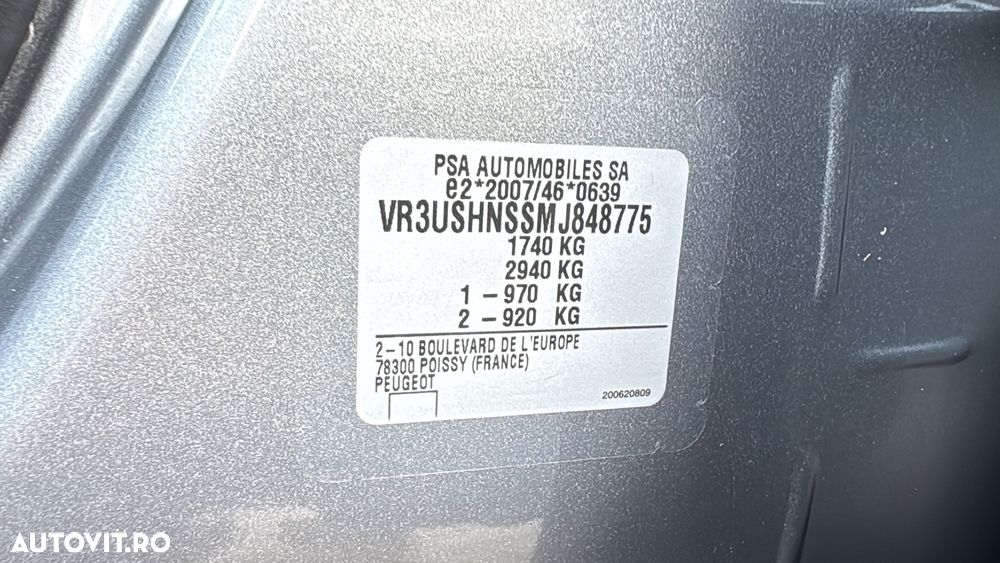 PSA AUTOMOBILES SA
e2*2007/46*0639
VR3USHNSSMJ848775
1740 KG
2940 KG
1 – 970 KG
2 – 920 KG
2–10 BOULEVARD DE L'EUROPE
78300 POISSY (FRANCE)
PEUGEOT
200620809
AUTOVIT.RO